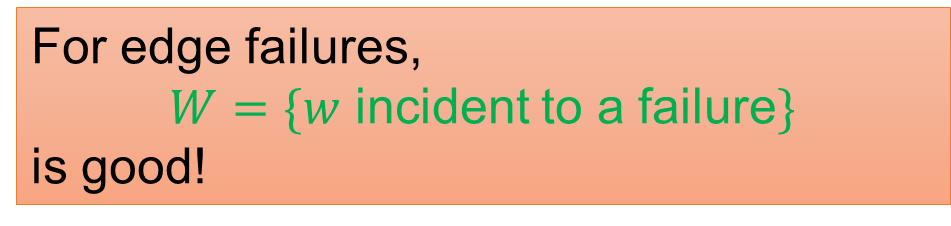 For edge failures,
𝑊 = {𝑤 incident to a failure}
is good!